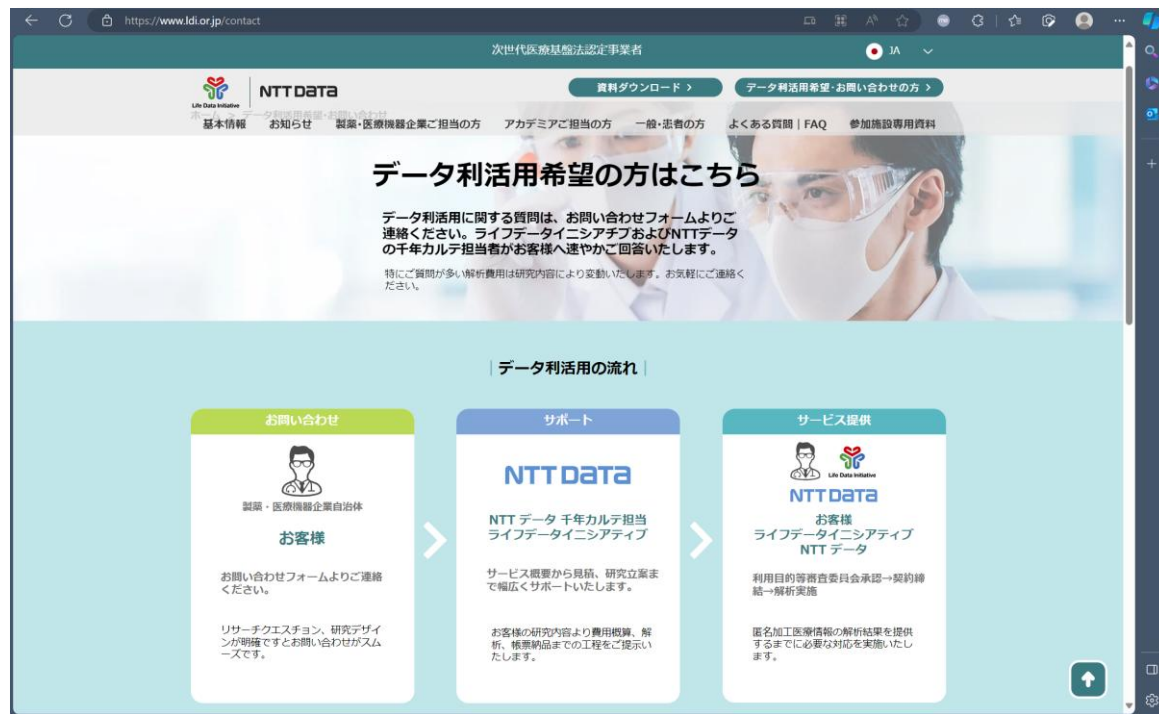 https://www.ldi.or.jp/contact
次世代医療基盤法認定事業者
JA
Life Data Initiative
NTT DATA
資料ダウンロード >
データ利活用希望・お問い合わせの方 >
ホーム > データ利活用希望・お問い合わせ
基本情報 お知らせ 製薬・医療機器企業ご担当の方 アカデミアご担当の方 一般・患者の方 よくある質問 | FAQ 参加施設専用資料
データ利活用希望の方はこちら
データ利活用に関する質問は、お問い合わせフォームよりご
連絡ください。ライフデータイニシアチブおよびNTTデータ
の千年カルテ担当者がお客様へ速やかご回答いたします。
特にご質問が多い解析費用は研究内容により変動いたします。お気軽にご連絡く
ださい。
データ利活用の流れ
お問い合わせ
製薬・医療機器企業自治体
お客様
お問い合わせフォームよりご連絡
ください。
リサーチクエスチョン、研究デザイ
ンが明確ですとお問い合わせがスム
ーズです。
サポート
NTT DATA
NTT データ 千年カルテ担当
ライフデータイニシアティブ
サービス概要から見積、研究立案ま
で幅広くサポートいたします。
お客様の研究内容より費用概算、解
析、帳票納品までの工程をご提示い
たします。
サービス提供
Life Data Initiative
NTT DATA
お客様
ライフデータイニシアティブ
NTT データ
利用目的等審査委員会承認→契約締
結→解析実施
匿名加工医療情報の解析結果を提供
するまでに必要な対応を実施いたし
ます。